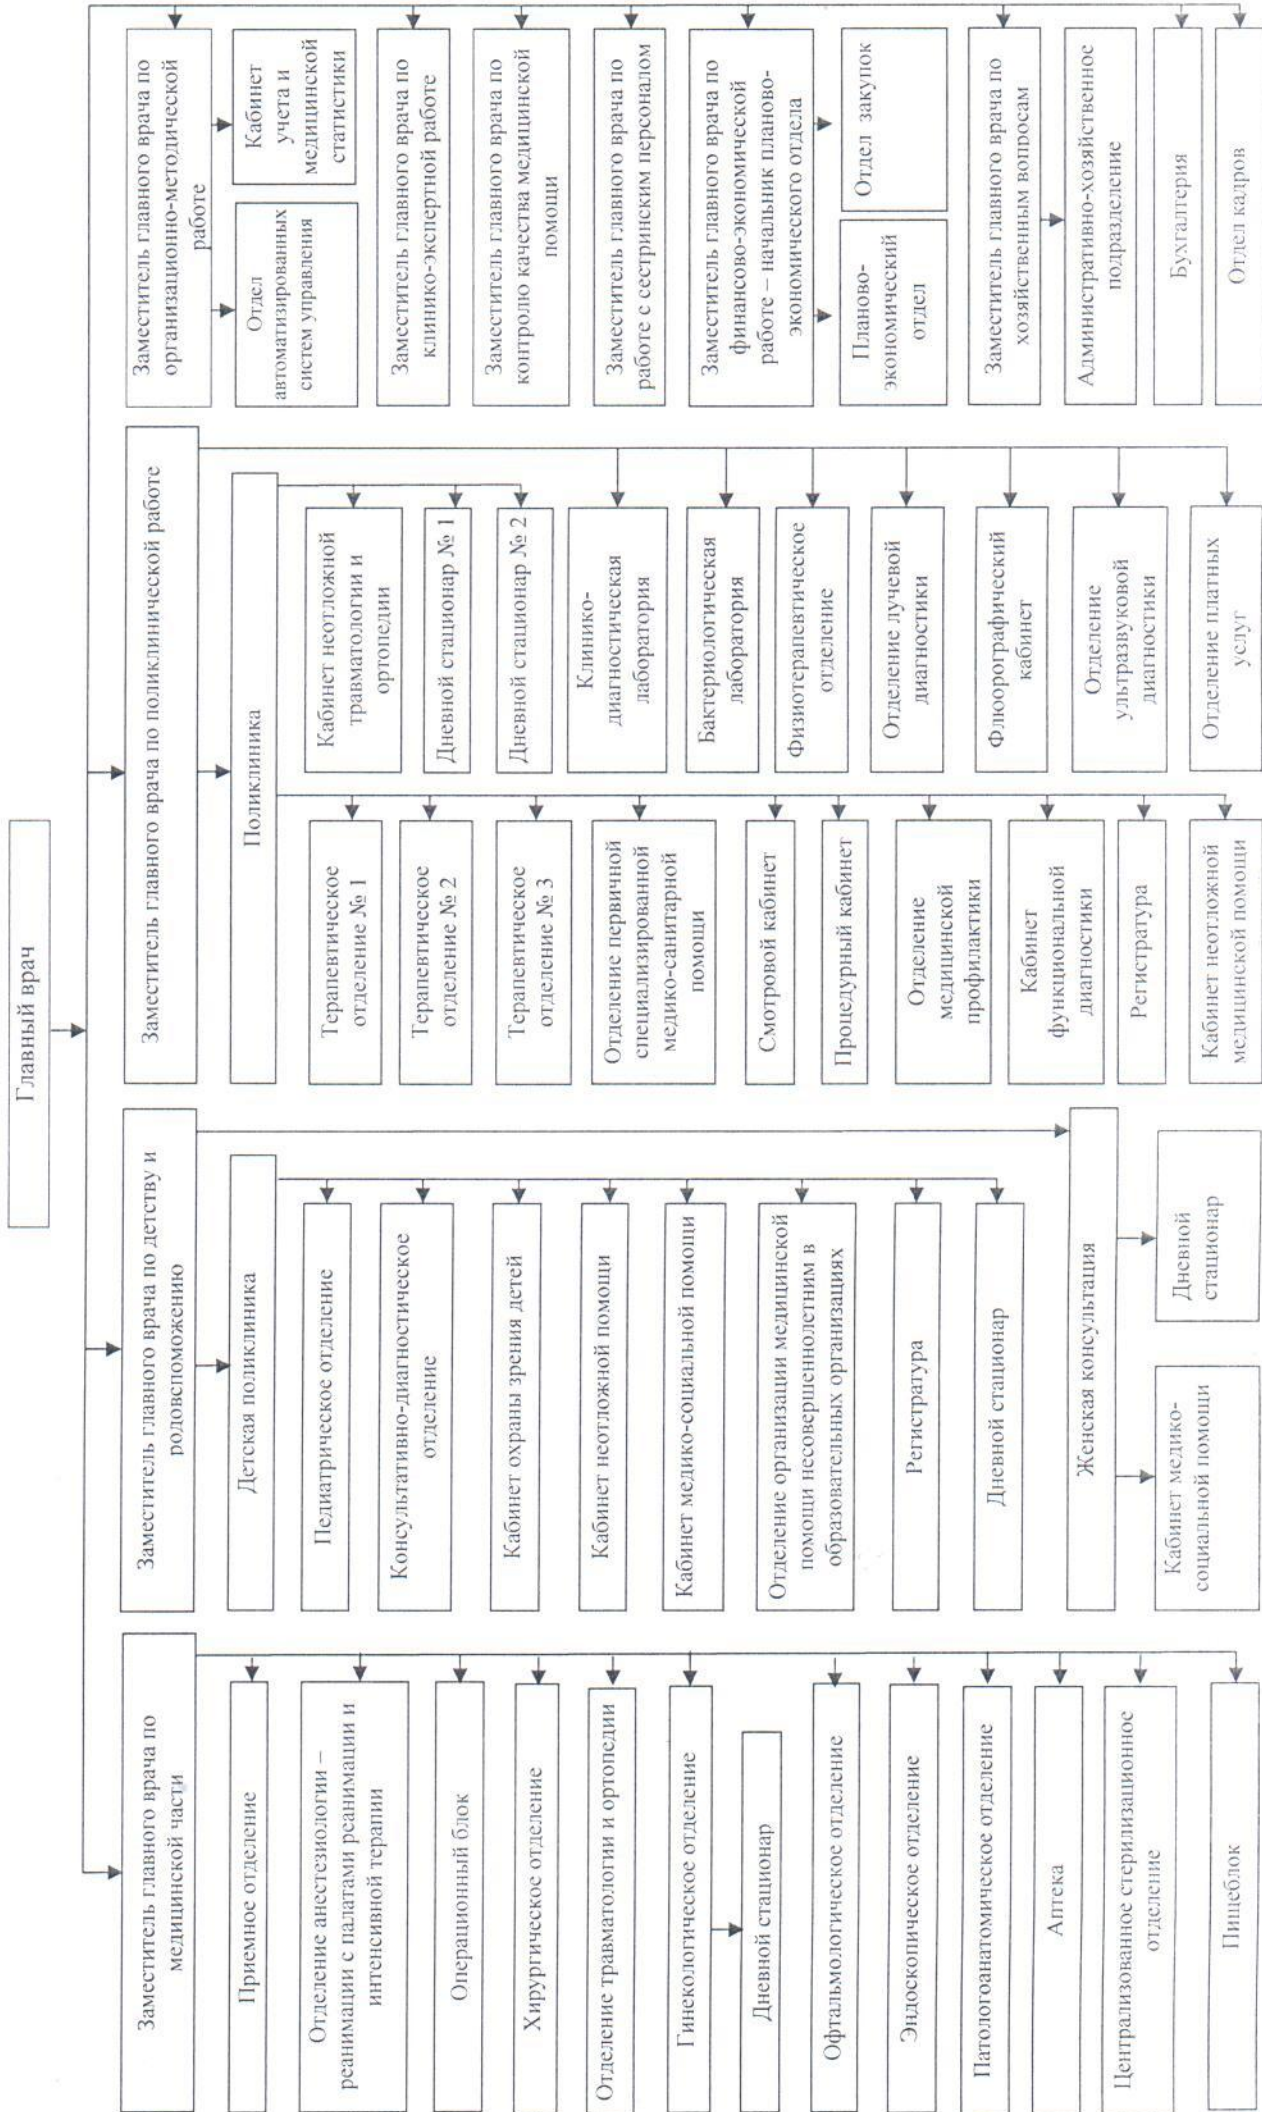 Главный врач
Заместитель главного врача по
медицинской части
Приемное отделение
Отделение анестезиологии –
реанимации с палатами реанимации и
интенсивной терапии
Операционный блок
Хирургическое отделение
Отделение травматологии и ортопедии
Гинекологическое отделение
Дневной стационар
Офтальмологическое отделение
Эндоскопическое отделение
Патологоанатомическое отделение
Аптека
Централизованное стерилизационное
отделение
Пищеблок
Заместитель главного врача по детству и
родовспоможению
Детская поликлиника
Педиатрическое отделение
Консультативно-диагностическое
отделение
Кабинет охраны зрения детей
Кабинет неотложной помощи
Кабинет медико-социальной помощи
Отделение организации медицинской
помощи несовершеннолетним в
образовательных организациях
Регистратура
Дневной стационар
Женская консультация
Кабинет медико-
социальной помощи
Дневной
стационар
Заместитель главного врача по поликлинической работе
Поликлиника
Терапевтическое
отделение № 1
Терапевтическое
отделение № 2
Терапевтическое
отделение № 3
Отделение первичной
специализированной
медико-санитарной
помощи
Смотровой кабинет
Процедурный кабинет
Отделение
медицинской
профилактики
Кабинет
функциональной
диагностики
Регистратура
Кабинет неотложной
медицинской помощи
Кабинет неотложной
травматологии и
ортопедии
Дневной стационар № 1
Дневной стационар № 2
Клинико-
диагностическая
лаборатория
Бактериологическая
лаборатория
Физиотерапевтическое
отделение
Отделение лучевой
диагностики
Флюорографический
кабинет
Отделение
ультразвуковой
диагностики
Отделение платных
услуг
Заместитель главного врача по
организационно-методической
работе
Отдел
автоматизированных
систем управления
Кабинет
учета и
медицинской
статистики
Заместитель главного врача по
клинико-экспертной работе
Заместитель главного врача по
контролю качества медицинской
помощи
Заместитель главного врача по
работе с сестринским персоналом
Заместитель главного врача по
финансово-экономической
работе – начальник планово-
экономического отдела
Планово-
экономический
отдел
Отдел закупок
Заместитель главного врача по
хозяйственным вопросам
Административно-хозяйственное
подразделение
Бухгалтерия
Отдел кадров